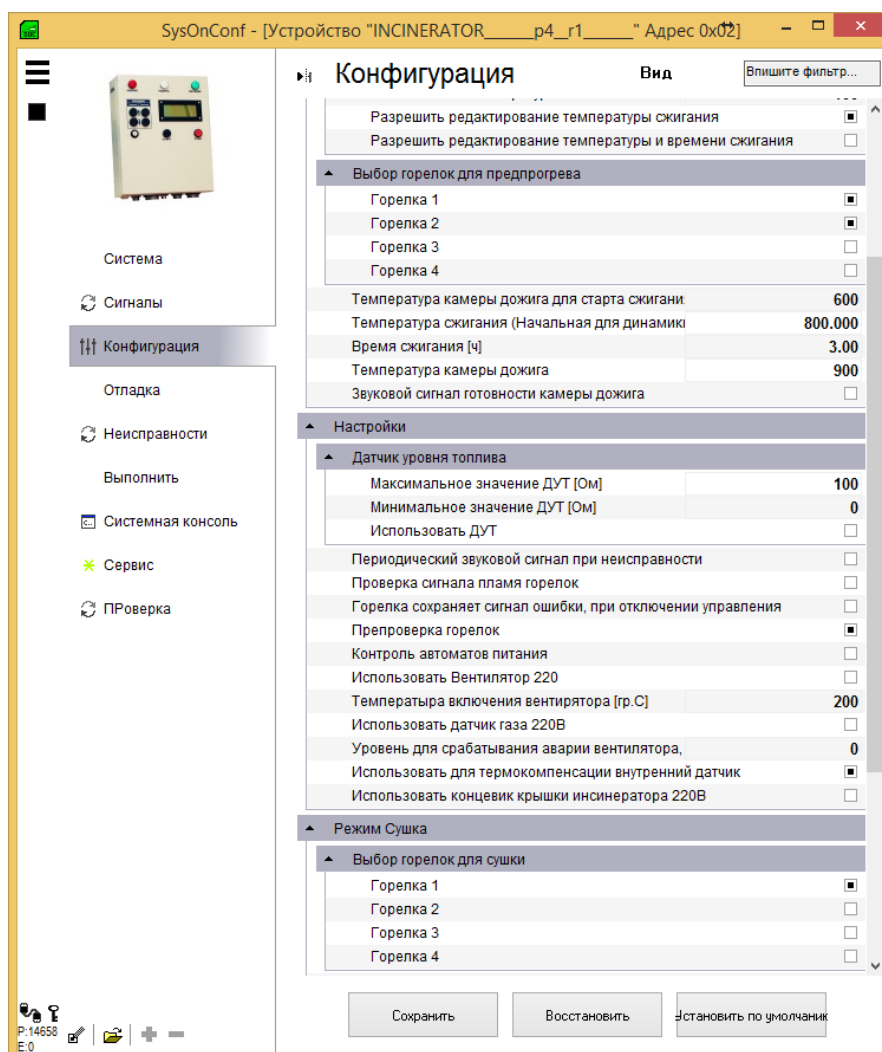 SysOnConf - [Устройство "INCINERATOR______p4__r1______" Адрес 0x02]
Конфигурация
Вид
Впишите фильтр...
Разрешить редактирование температуры сжигания
Разрешить редактирование температуры и времени сжигания
Выбор горелок для предпрогрева
Горелка 1
Горелка 2
Горелка 3
Горелка 4
Температура камеры дожига для старта сжигани 600
Температура сжигания (Начальная для динамики 800.000
Время сжигания [ч] 3.00
Температура камеры дожига 900
Звуковой сигнал готовности камеры дожига
Настройки
Датчик уровня топлива
Максимальное значение ДУТ [Ом] 100
Минимальное значение ДУТ [Ом] 0
Использовать ДУТ
Периодический звуковой сигнал при неисправности
Проверка сигнала пламя горелок
Горелка сохраняет сигнал ошибки, при отключении управления
Препроверка горелок
Контроль автоматов питания
Использовать Вентилятор 220
Температыра включения вентирятора [гр.С] 200
Использовать датчик газа 220В
Уровень для срабатывания аварии вентилятора, 0
Использовать для термокомпенсации внутренний датчик
Использовать концевик крышки инсинератора 220В
Режим Сушка
Выбор горелок для сушки
Горелка 1
Горелка 2
Горелка 3
Горелка 4
Сохранить
Восстановить
Установить по умолчани
Система
Сигналы
Конфигурация
Отладка
Неисправности
Выполнить
Системная консоль
Сервис
ПРоверка
P:14658
E:0